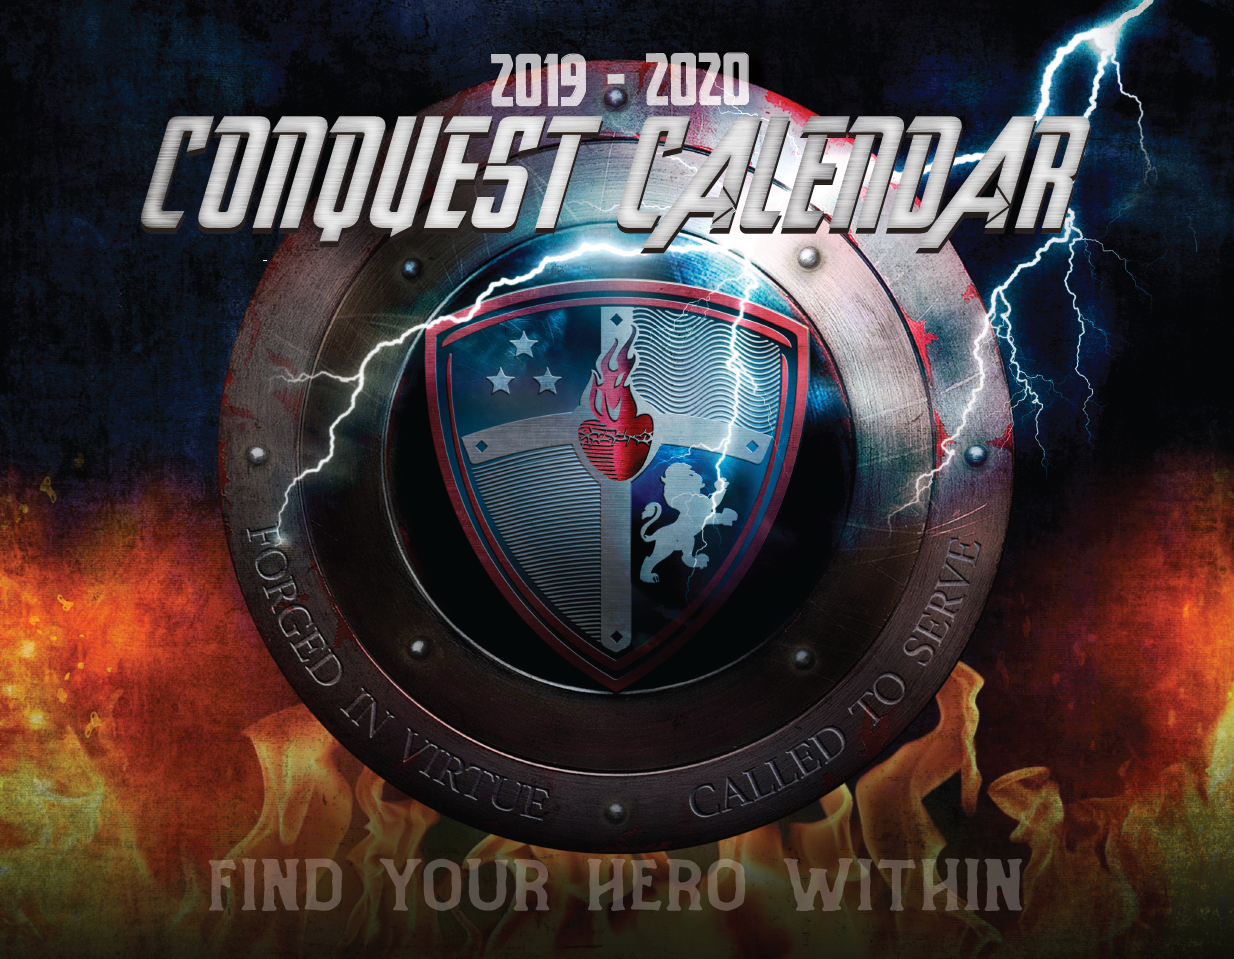 2019 - 2020
CONQUEST CALENDAR
FORGED IN VIRTUE
CALLED TO SERVE
FIND YOUR HERO WITHIN